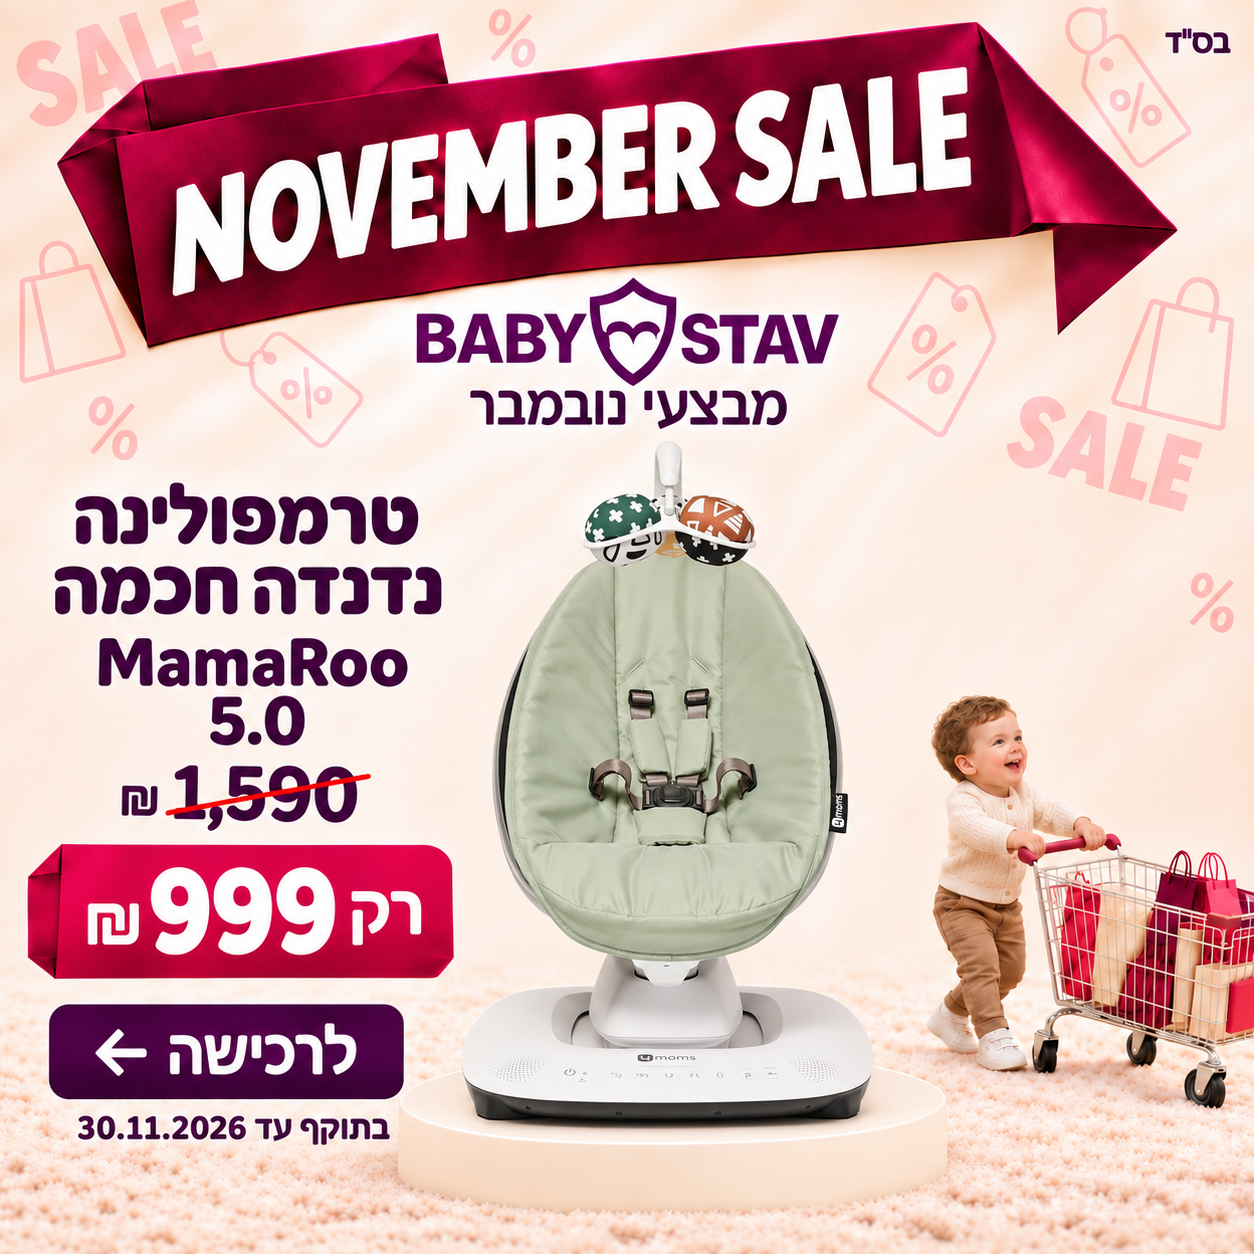 בס"ד
SALE
NOVEMBER SALE
BABY STAV
מבצעי נובמבר
SALE
טרמפולינה
נדנדה חכמה
MamaRoo
5.0
1,590 ₪
רק 999 ₪
לרכישה ←
בתוקף עד 30.11.2026
4moms
4moms